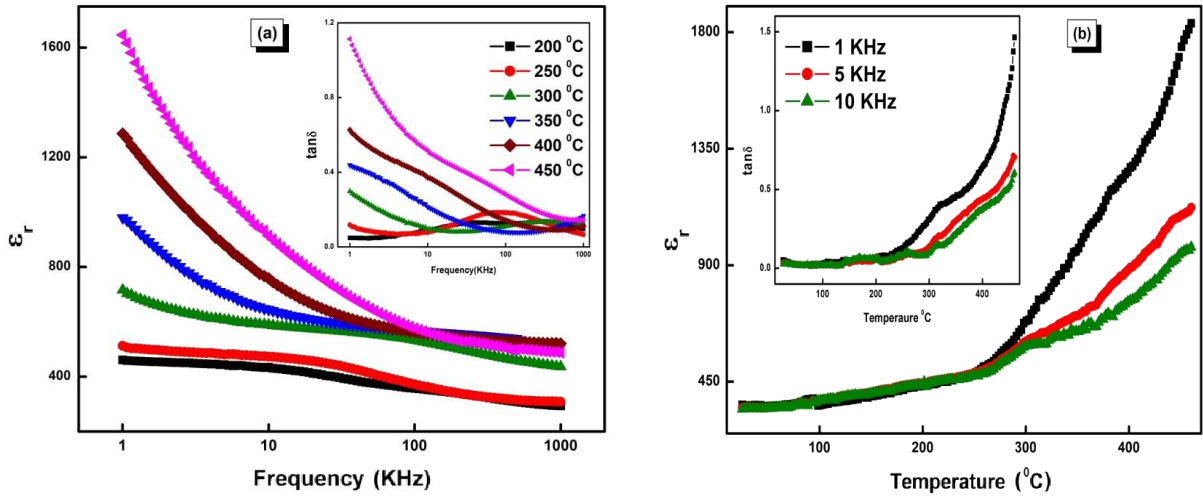 (a)
1600
1200
800
400
εr
1
10
100
1000
Frequency (KHz)
1.2
0.8
0.4
0.0
tanδ
1
10
100
1000
Frequency(KHz)
200 ⁰C
250 ⁰C
300 ⁰C
350 ⁰C
400 ⁰C
450 ⁰C
(b)
1800
1350
900
450
εr
100
200
300
400
Temperature (⁰C)
1.5
1.0
0.5
0.0
tanδ
100
200
300
400
Temperaure ⁰C
1 KHz
5 KHz
10 KHz